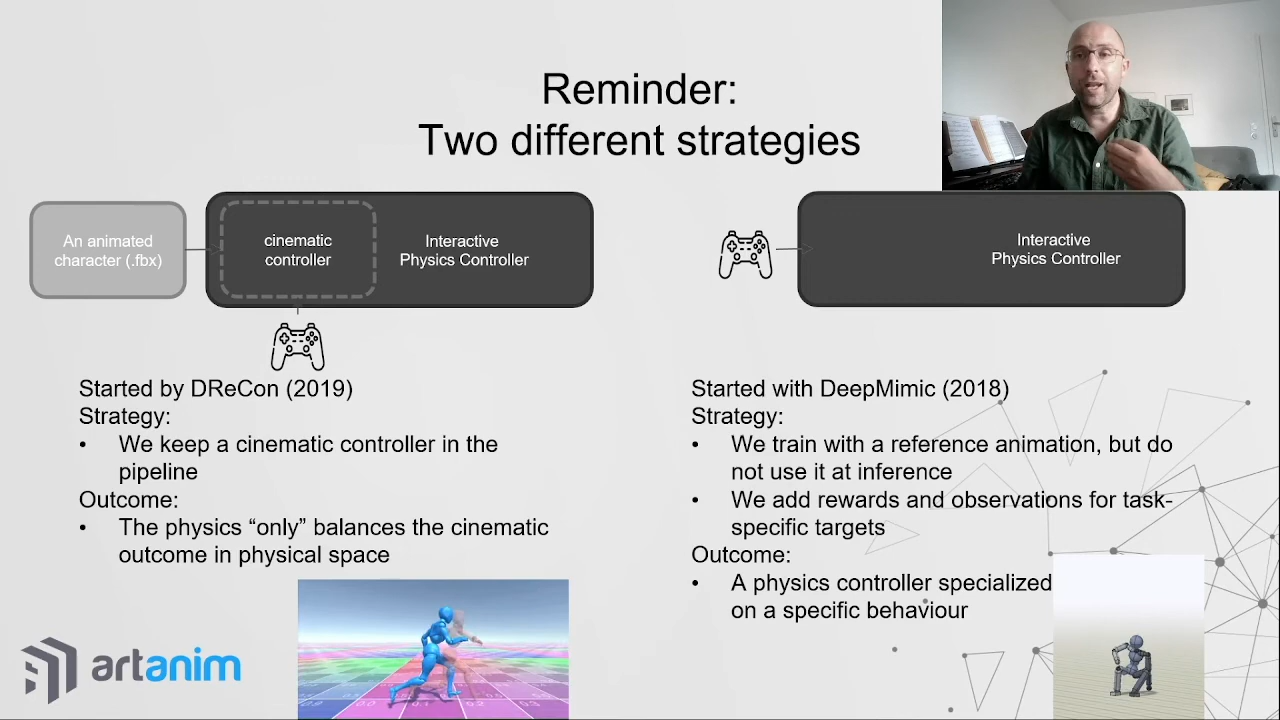 Reminder:
Two different strategies
An animated
character (.fbx)
cinematic
controller
Interactive
Physics Controller
Started by DReCon (2019)
Strategy:
• We keep a cinematic controller in the
pipeline
Outcome:
• The physics “only” balances the cinematic
outcome in physical space
Interactive
Physics Controller
Started with DeepMimic (2018)
Strategy:
• We train with a reference animation, but do
not use it at inference
• We add rewards and observations for task-
specific targets
Outcome:
• A physics controller specialized
on a specific behaviour
artanim